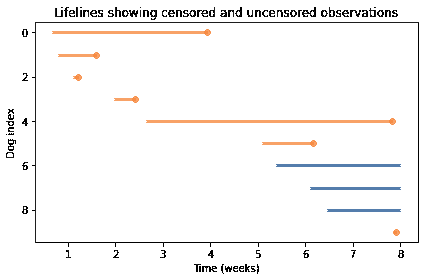 Lifelines showing censored and uncensored observations
0
2
4
6
8
Dog index
1 2 3 4 5 6 7 8
Time (weeks)